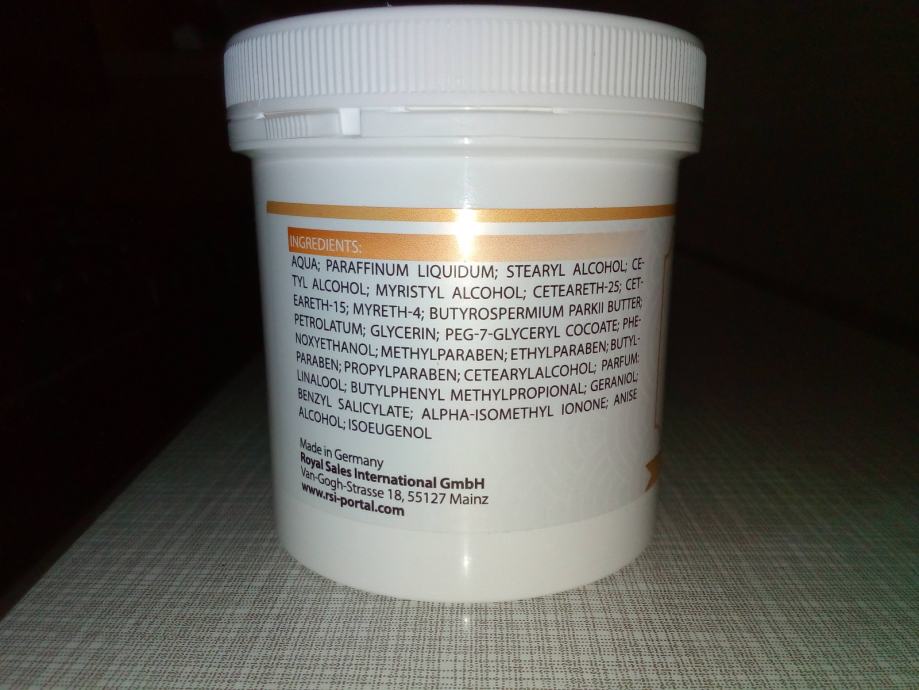 INGREDIENTS:
AQUA; PARAFFINUM LIQUIDUM; STEARYL ALCOHOL; CE-
TYL ALCOHOL; MYRISTYL ALCOHOL; CETEARETH-25; CET-
EARETH-15; MYRETH-4; BUTYROSPERMIUM PARKII BUTTER;
PETROLATUM; GLYCERIN; PEG-7-GLYCERYL COCOATE; PHE-
NOXYETHANOL; METHYLPARABEN; ETHYLPARABEN; BUTYL-
PARABEN; PROPYLPARABEN; CETEARYLALCOHOL; PARFUM:
LINALOOL; BUTYLPHENYL METHYLPROPIONAL; GERANIOL;
BENZYL SALICYLATE; ALPHA-ISOMETHYL IONONE; ANISE
ALCOHOL; ISOEUGENOL
Made in Germany
Royal Sales International GmbH
Van-Gogh-Strasse 18, 55127 Mainz
www.rsi-portal.com